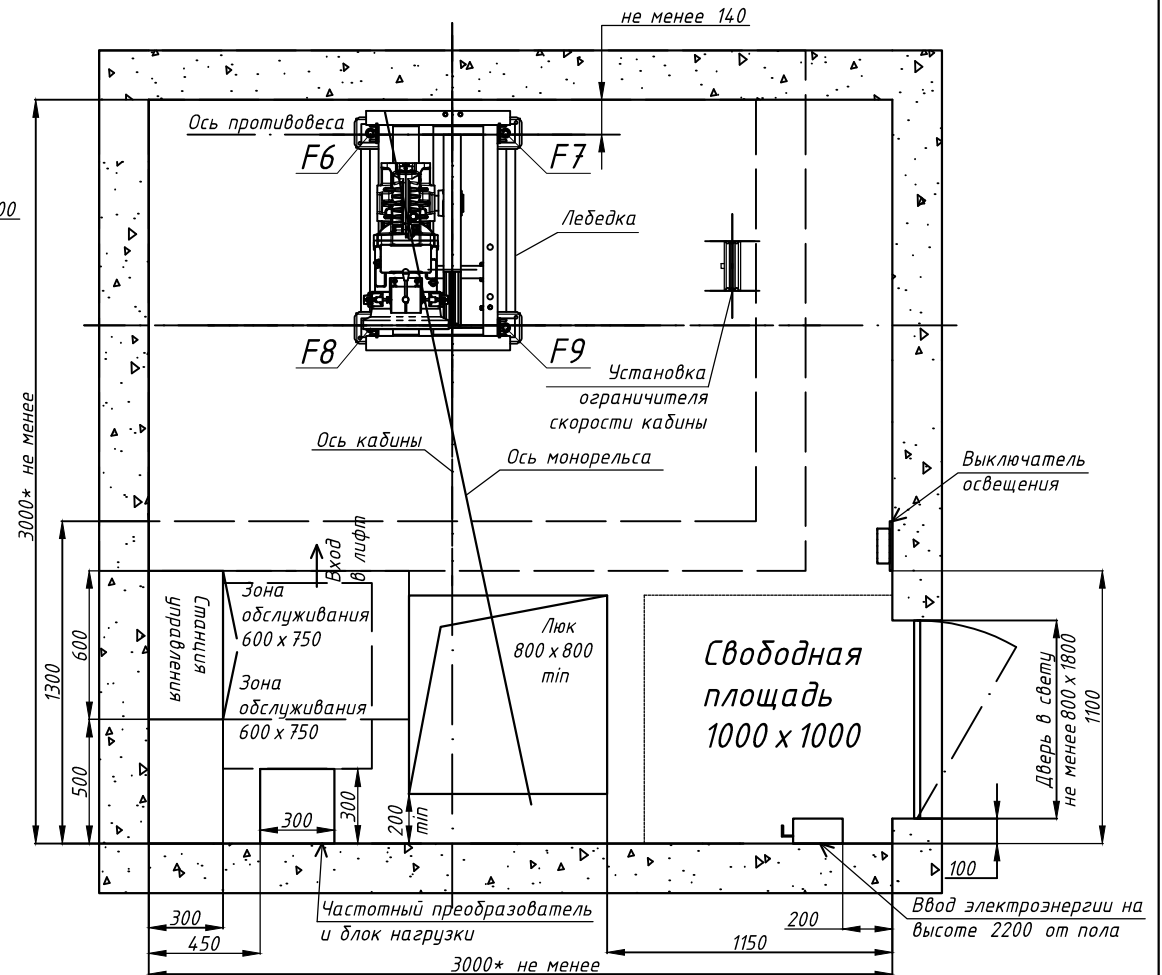 не менее 140
Ось противовеса
F6
F7
00
Лебедка
F8
F9
Установка
ограничителя
скорости кабины
3000* не менее
Ось кабины
Ось монорельса
Выключатель
освещения
Вход
в лифт
Станция
управления
Зона
обслуживания
600 х 750
Зона
обслуживания
600 х 750
Люк
800 х 800
min
Свободная
площадь
1000 х 1000
Дверь в свету
не менее 800 х 1800
1100
1300
600
500
300
300
200
min
100
Частотный преобразователь
и блок нагрузки
Ввод электроэнергии на
высоте 2200 от пола
300
450
200
1150
3000* не менее